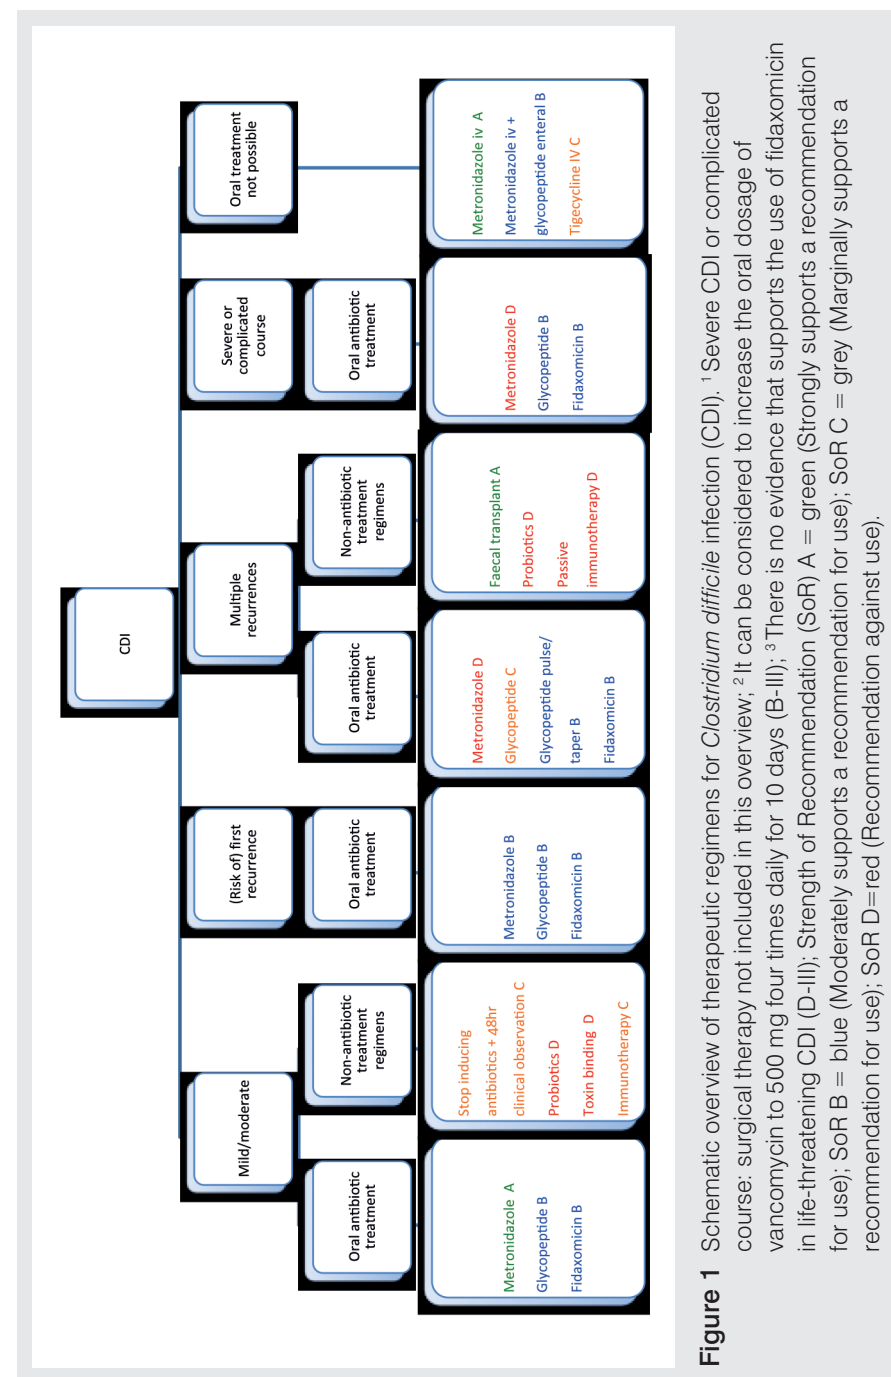 CDI
Mild/moderate
(Risk of) first
recurrence
Multiple
recurrences
Severe or
complicated
course
Oral treatment
not possible
Oral antibiotic
treatment
Non-antibiotic
treatment
regimens
Oral antibiotic
treatment
Oral antibiotic
treatment
Non-antibiotic
treatment
regimens
Oral antibiotic
treatment
Metronidazole A
Glycopeptide B
Fidaxomicin B
Stop inducing
antibiotics + 48hr
clinical observation C
Probiotics D
Toxin binding D
Immunotherapy C
Metronidazole B
Glycopeptide B
Fidaxomicin B
Metronidazole D
Glycopeptide C
Glycopeptide pulse/
taper B
Fidaxomicin B
Faecal transplant A
Probiotics D
Passive
immunotherapy D
Metronidazole D
Glycopeptide B
Fidaxomicin B
Metronidazole iv A
Metronidazole iv +
glycopeptide enteral B
Tigecycline IV C
Figure 1 Schematic overview of therapeutic regimens for Clostridium difficile infection (CDI). ¹ Severe CDI or complicated
course: surgical therapy not included in this overview; ² It can be considered to increase the oral dosage of
vancomycin to 500 mg four times daily for 10 days (B-III); ³ There is no evidence that supports the use of fidaxomicin
in life-threatening CDI (D-III); Strength of Recommendation (SoR) A = green (Strongly supports a recommendation
for use); SoR B = blue (Moderately supports a recommendation for use); SoR C = grey (Marginally supports a
recommendation for use); SoR D=red (Recommendation against use).